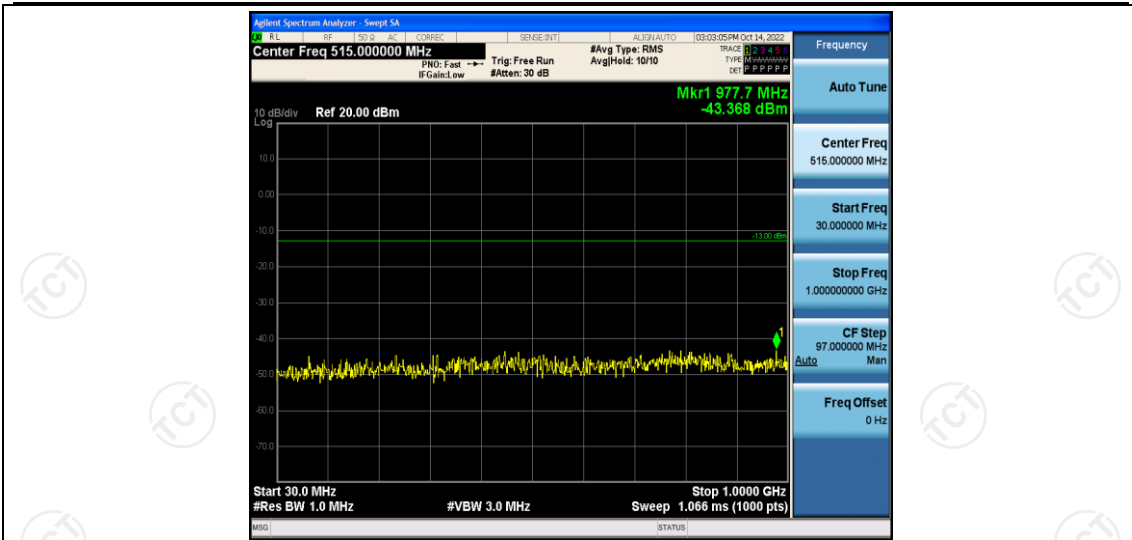 Agilent Spectrum Analyzer - Swept SA
LXI RL RF 50 Ω AC CORREC SENSE:INT ALIGNAUTO 03:03:05PM Oct 14, 2022
Center Freq 515.000000 MHz
#Avg Type: RMS
TRACE 1 2 3 4 5 6
PNO: Fast
Trig: Free Run
Avg|Hold: 10/10
TYPE M
IFGain:Low
#Atten: 30 dB
DET P P P P P P
Mkr1 977.7 MHz
-43.368 dBm
10 dB/div Ref 20.00 dBm
Log
10.0
0.00
-10.0
-13.00 dBm
-20.0
-30.0
-40.0
1
-50.0
-60.0
-70.0
Start 30.0 MHz Stop 1.0000 GHz
#Res BW 1.0 MHz #VBW 3.0 MHz Sweep 1.066 ms (1000 pts)
MSG STATUS
Frequency
Auto Tune
Center Freq
515.000000 MHz
Start Freq
30.000000 MHz
Stop Freq
1.000000000 GHz
CF Step
97.000000 MHz
Auto Man
Freq Offset
0 Hz
TCT
TCT
TCT
TCT